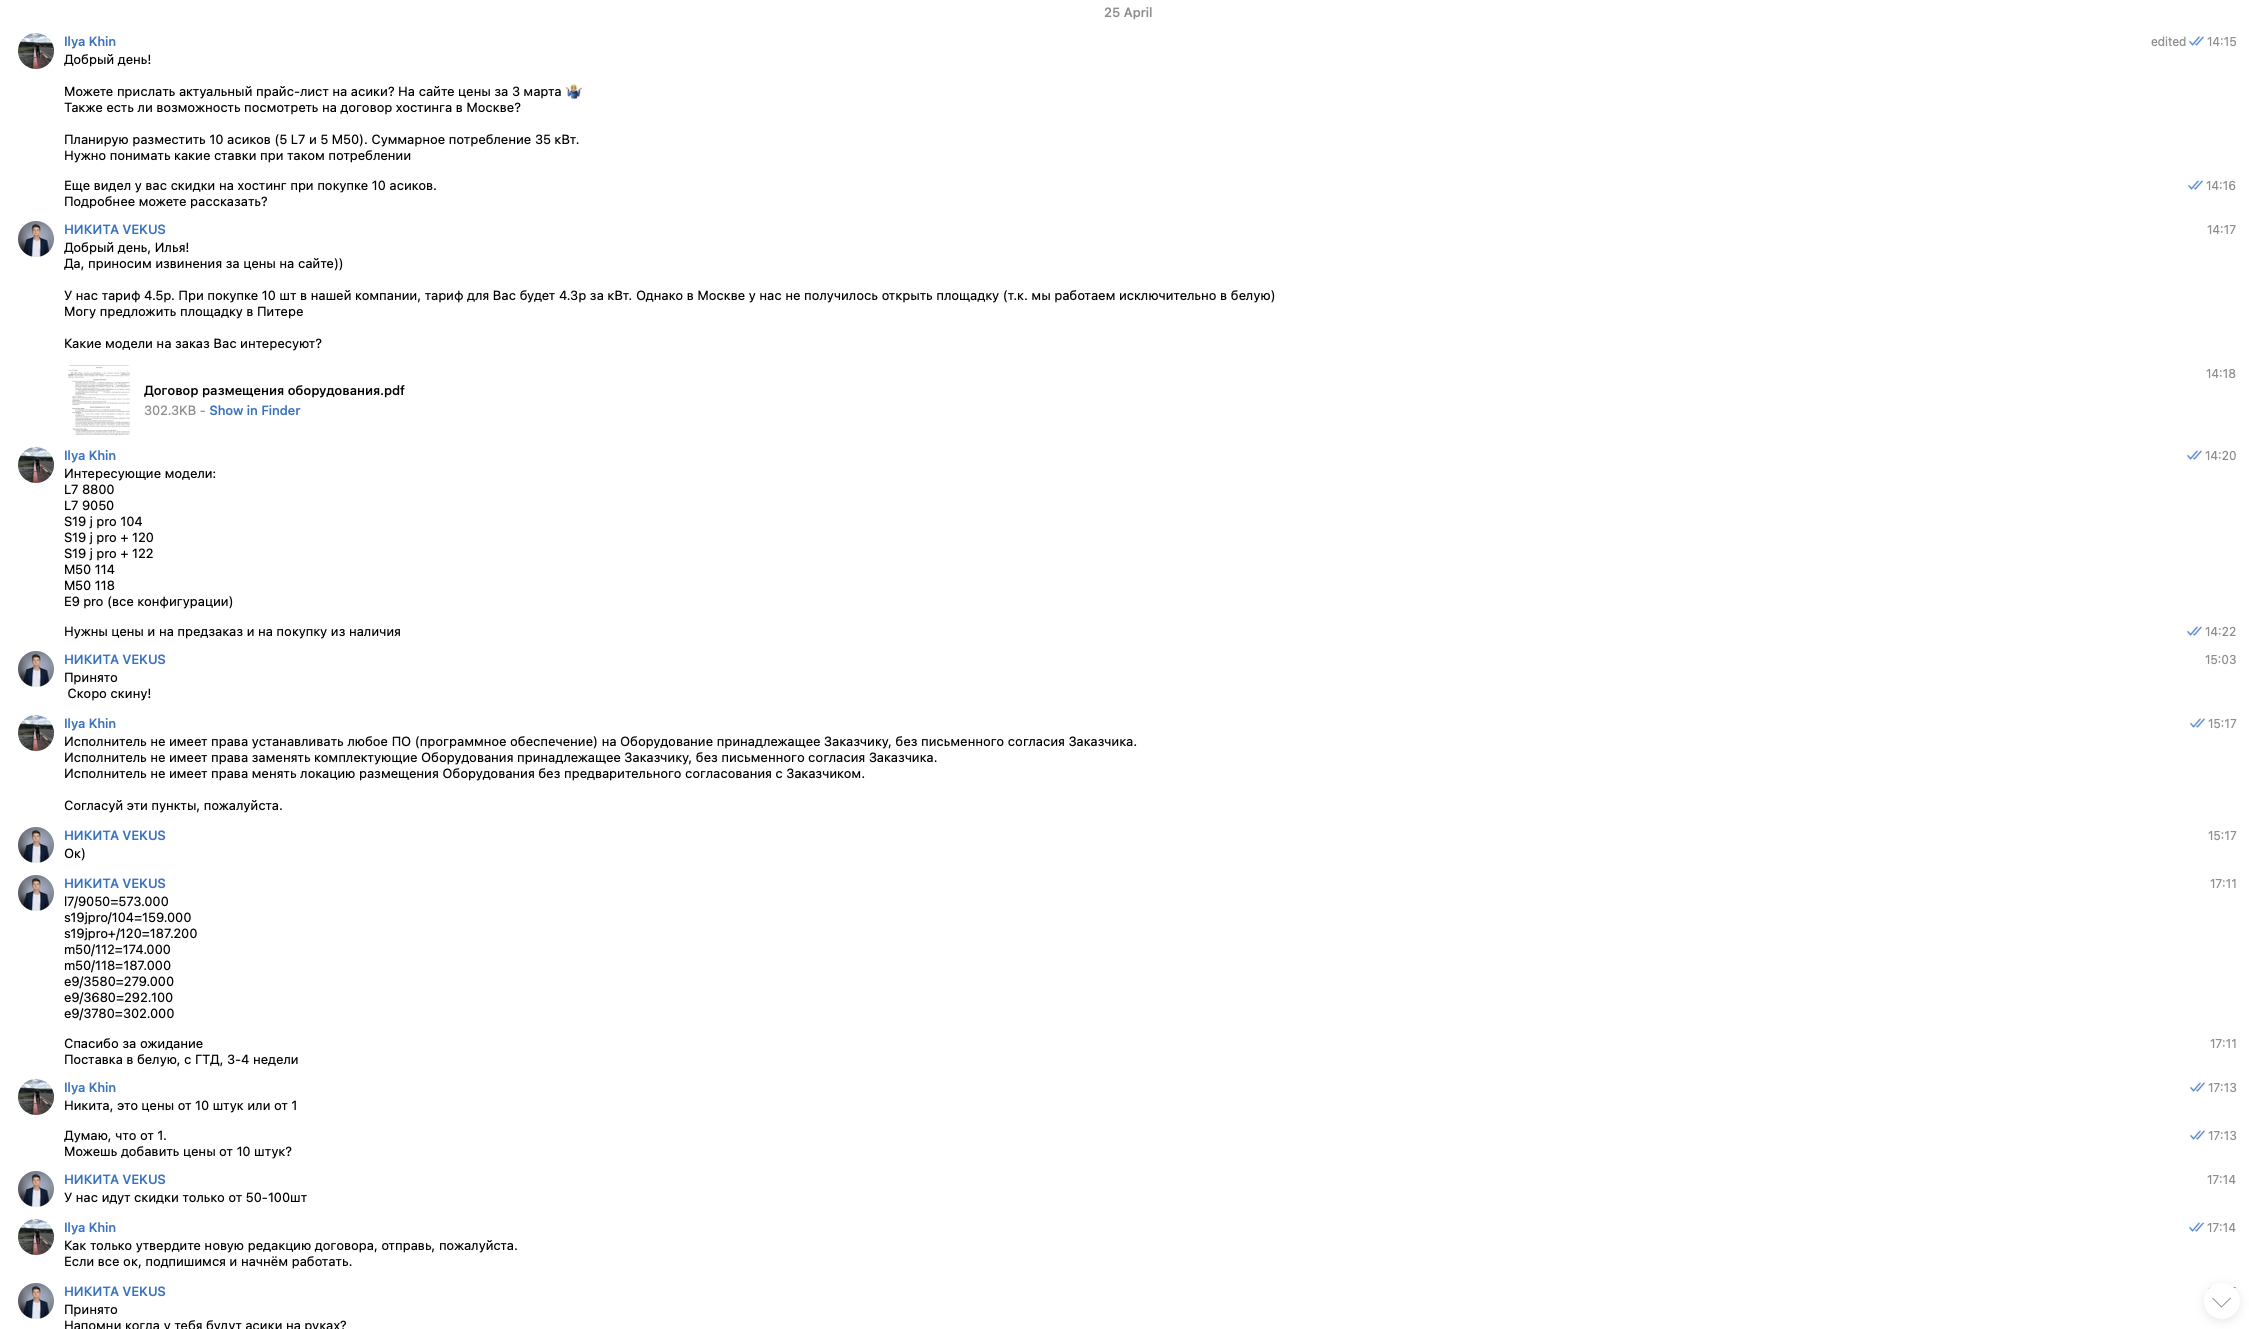 25 April
Ilya Khin
edited 14:15
Добрый день!
Можете прислать актуальный прайс-лист на асики? На сайте цены за 3 марта 🤷
Также есть ли возможность посмотреть на договор хостинга в Москве?
Планирую разместить 10 асиков (5 L7 и 5 M50). Суммарное потребление 35 кВт.
Нужно понимать какие ставки при таком потреблении
Еще видел у вас скидки на хостинг при покупке 10 асиков.
14:16
Подробнее можете рассказать?
НИКИТА VEKUS
14:17
Добрый день, Илья!
Да, приносим извинения за цены на сайте))
У нас тариф 4.5р. При покупке 10 шт в нашей компании, тариф для Вас будет 4.3р за кВт. Однако в Москве у нас не получилось открыть площадку (т.к. мы работаем исключительно в белую)
Могу предложить площадку в Питере
Какие модели на заказ Вас интересуют?
14:18
Договор размещения оборудования.pdf
302.3KB - Show in Finder
Ilya Khin
14:20
Интересующие модели:
L7 8800
L7 9050
S19 j pro 104
S19 j pro + 120
S19 j pro + 122
M50 114
M50 118
E9 pro (все конфигурации)
Нужны цены и на предзаказ и на покупку из наличия
14:22
НИКИТА VEKUS
15:03
Принято
Скоро скину!
Ilya Khin
15:17
Исполнитель не имеет права устанавливать любое ПО (программное обеспечение) на Оборудование принадлежащее Заказчику, без письменного согласия Заказчика.
Исполнитель не имеет права заменять комплектующие Оборудования принадлежащее Заказчику, без письменного согласия Заказчика.
Исполнитель не имеет права менять локацию размещения Оборудования без предварительного согласования с Заказчиком.
Согласуй эти пункты, пожалуйста.
НИКИТА VEKUS
15:17
Ок)
НИКИТА VEKUS
17:11
l7/9050=573.000
s19jpro/104=159.000
s19jpro+/120=187.200
m50/112=174.000
m50/118=187.000
e9/3580=279.000
e9/3680=292.100
e9/3780=302.000
Спасибо за ожидание
17:11
Поставка в белую, с ГТД, 3-4 недели
Ilya Khin
17:13
Никита, это цены от 10 штук или от 1
Думаю, что от 1.
17:13
Можешь добавить цены от 10 штук?
НИКИТА VEKUS
17:14
У нас идут скидки только от 50-100шт
Ilya Khin
17:14
Как только утвердите новую редакцию договора, отправь, пожалуйста.
Если все ок, подпишимся и начнём работать.
НИКИТА VEKUS
Принято
Напомни когда у тебя будут асики на руках?